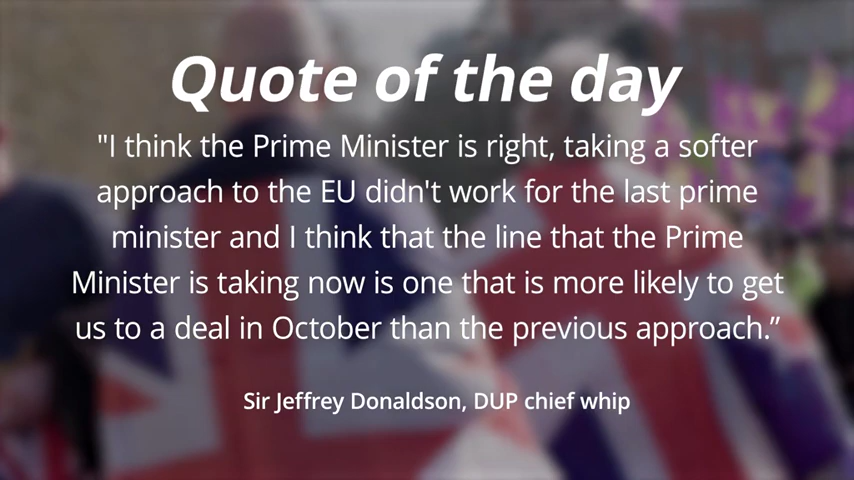 Quote of the day
"I think the Prime Minister is right, taking a softer
approach to the EU didn't work for the last prime
minister and I think that the line that the Prime
Minister is taking now is one that is more likely to get
us to a deal in October than the previous approach.”
Sir Jeffrey Donaldson, DUP chief whip